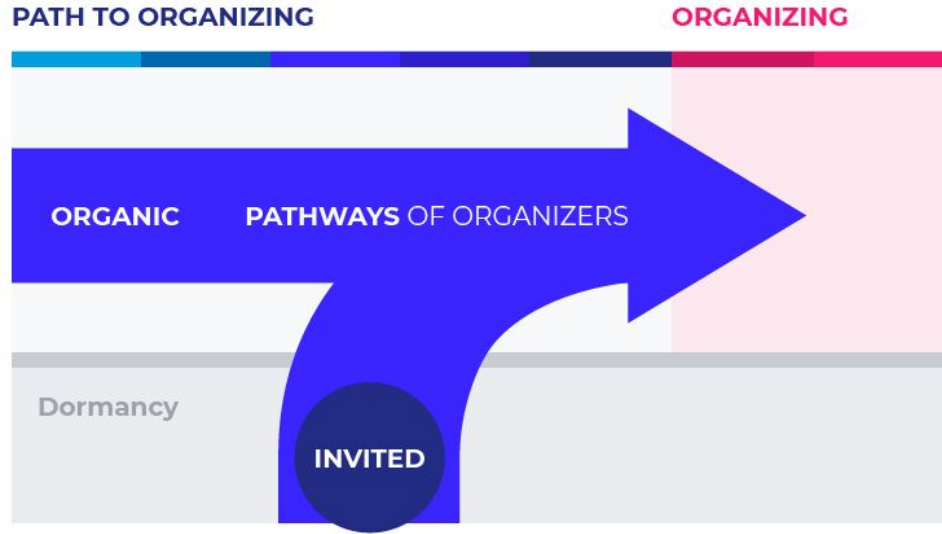 PATH TO ORGANIZING
ORGANIZING
ORGANIC
PATHWAYS OF ORGANIZERS
Dormancy
INVITED